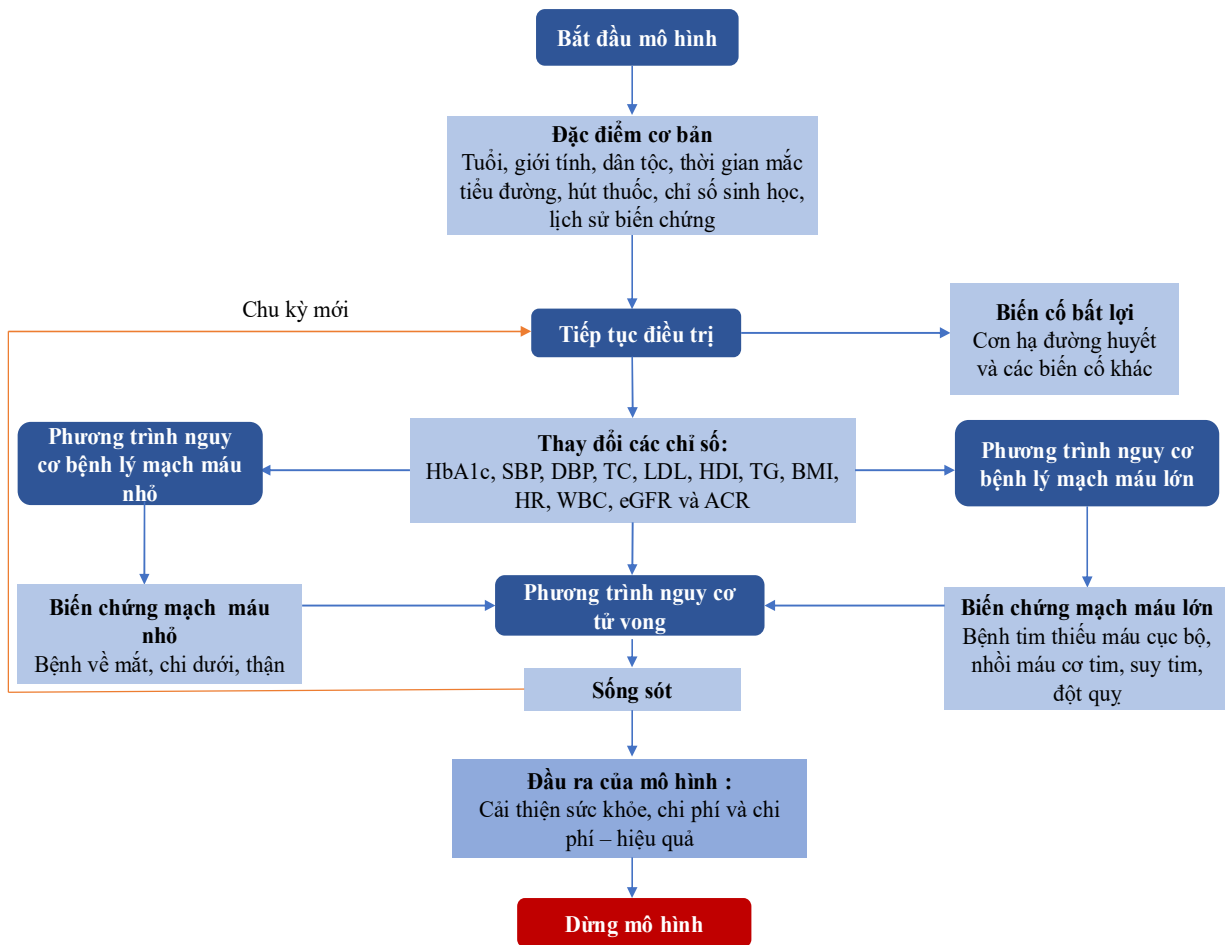 Bắt đầu mô hình
Đặc điểm cơ bản
Tuổi, giới tính, dân tộc, thời gian mắc
tiểu đường, hút thuốc, chỉ số sinh học,
lịch sử biến chứng
Chu kỳ mới
Tiếp tục điều trị
Biến cố bất lợi
Cơn hạ đường huyết
và các biến cố khác
Phương trình nguy
cơ bệnh lý mạch máu
nhỏ
Thay đổi các chỉ số:
HbA1c, SBP, DBP, TC, LDL, HDI, TG, BMI,
HR, WBC, eGFR và ACR
Phương trình nguy cơ
bệnh lý mạch máu lớn
Biến chứng mạch máu
nhỏ
Bệnh về mắt, chi dưới, thận
Phương trình nguy cơ
tử vong
Biến chứng mạch máu lớn
Bệnh tim thiếu máu cục bộ,
nhồi máu cơ tim, suy tim,
đột quỵ
Sống sót
Đầu ra của mô hình :
Cải thiện sức khỏe, chi phí và chi
phí – hiệu quả
Dừng mô hình